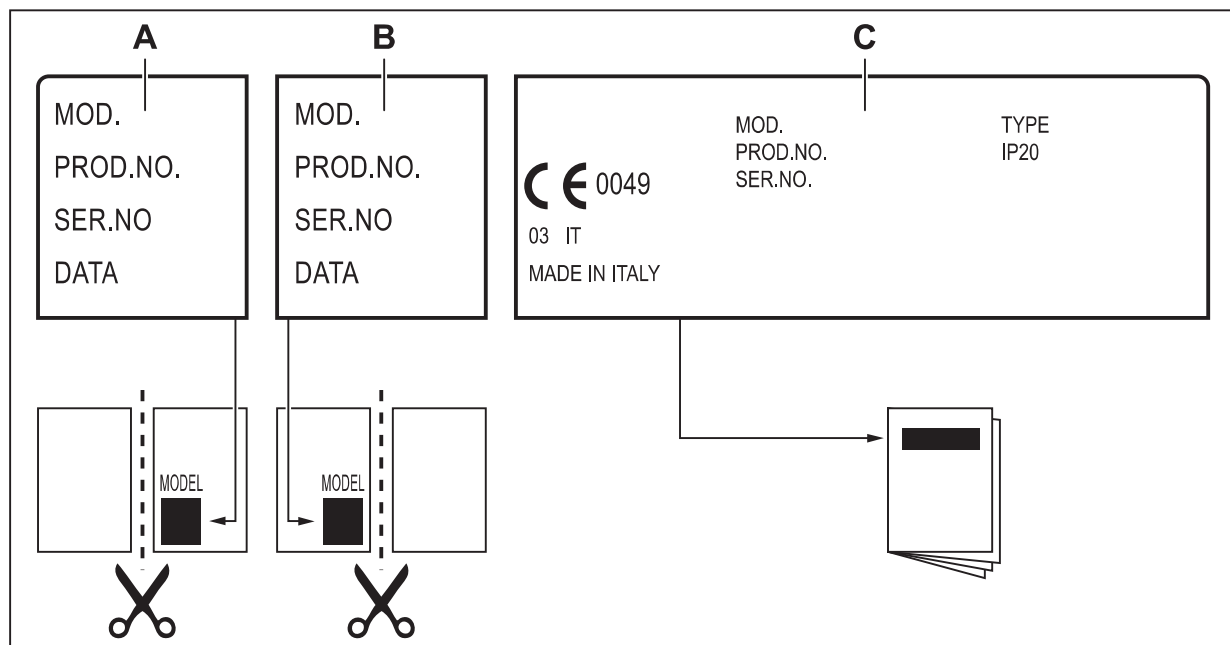 A
B
C
MOD.
PROD.NO.
SER.NO
DATA
MOD.
PROD.NO.
SER.NO
DATA
CE 0049
03 IT
MADE IN ITALY
MOD.
PROD.NO.
SER.NO.
TYPE
IP20
MODEL
MODEL